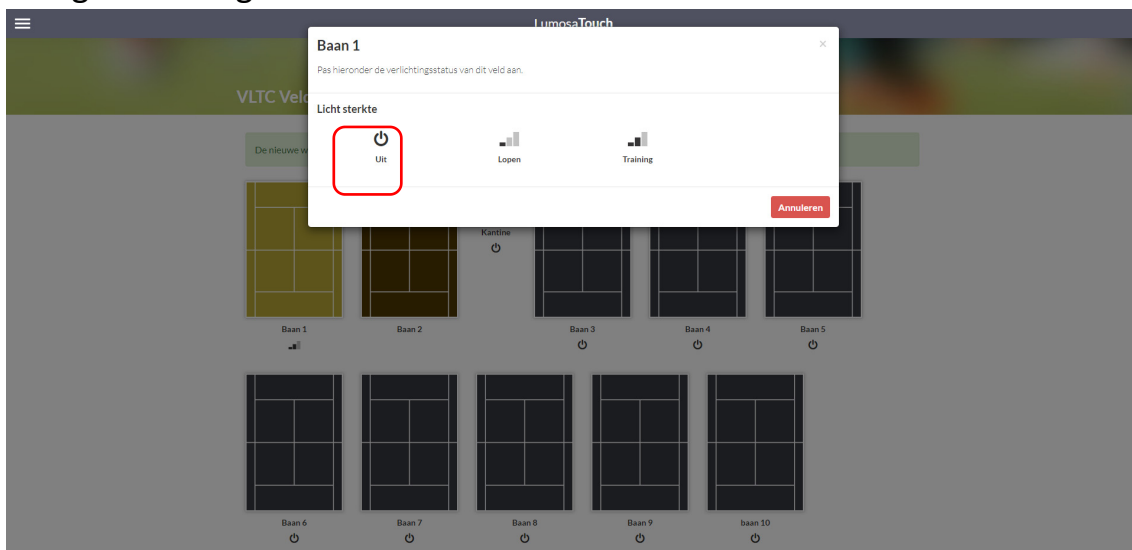 LumosaTouch
Baan 1
×
Pas hieronder de verlichtingsstatus van dit veld aan.
VLTC Veld
Licht sterkte
Uit
Lopen
Training
De nieuwe w
Annuleren
Kantine
Baan 1
Baan 2
Baan 3
Baan 4
Baan 5
Baan 6
Baan 7
Baan 8
Baan 9
baan 10